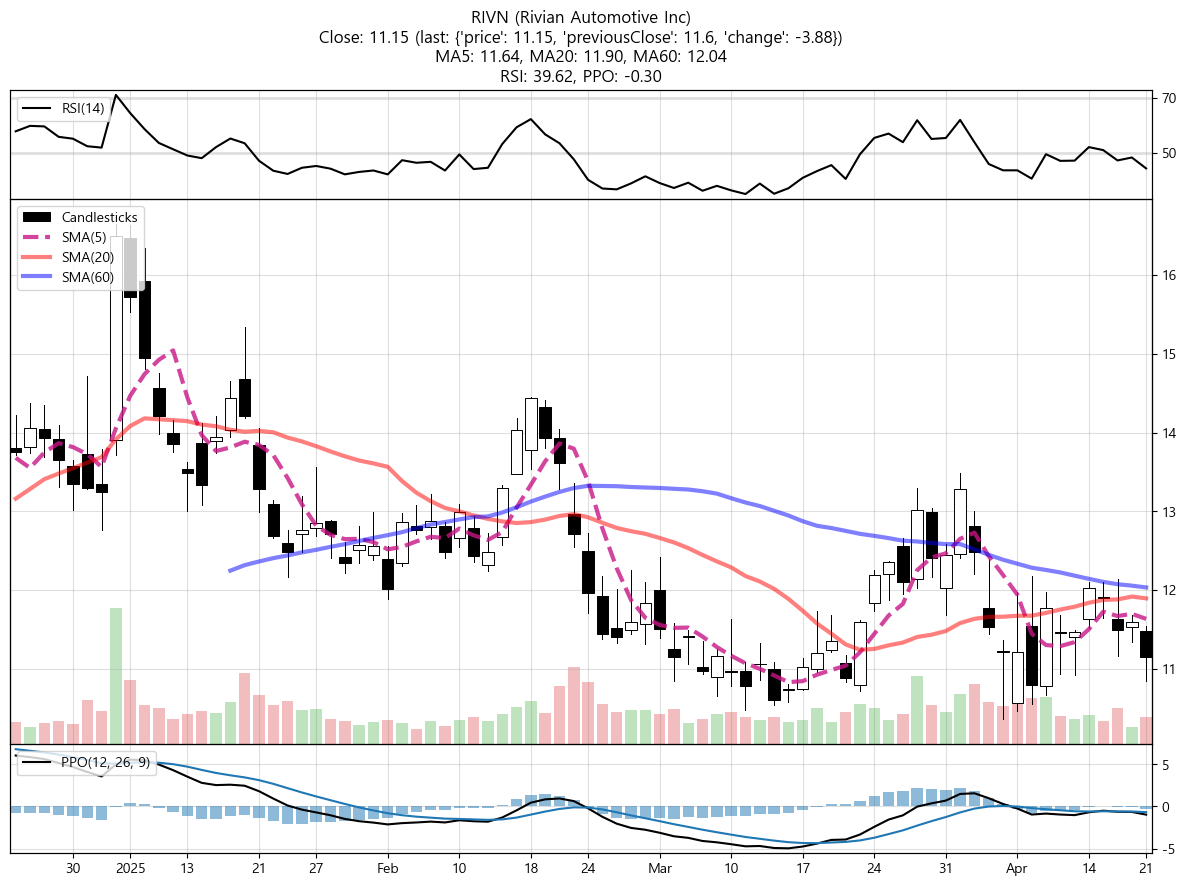 RIVN (Rivian Automotive Inc)
Close: 11.15 (last: {'price': 11.15, 'previousClose': 11.6, 'change': -3.88})
MA5: 11.64, MA20: 11.90, MA60: 12.04
RSI: 39.62, PPO: -0.30
RSI(14)
70
50
Candlesticks
SMA(5)
SMA(20)
SMA(60)
16
15
14
13
12
11
PPO(12, 26, 9)
5
0
-5
30 2025 13 21 27 Feb 10 18 24 Mar 10 17 24 31 Apr 14 21